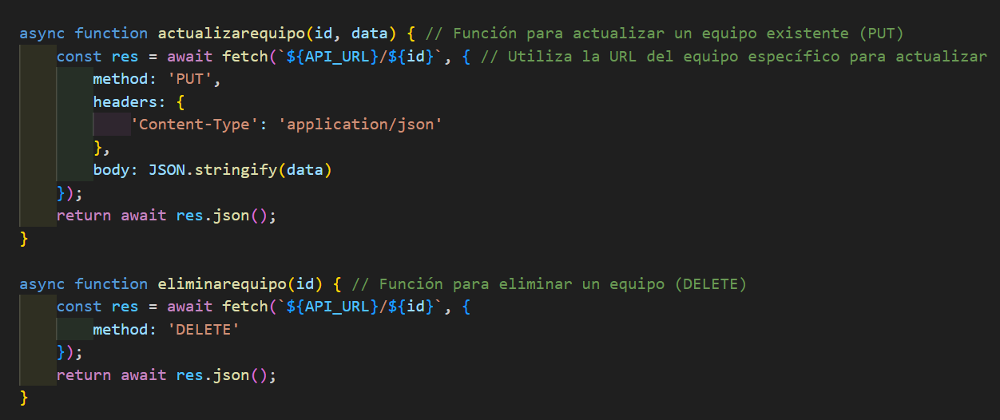 async function actualizarequipo(id, data) { // Función para actualizar un equipo existente (PUT)
    const res = await fetch(`${API_URL}/${id}`, { // Utiliza la URL del equipo específico para actualizar
        method: 'PUT',
        headers: {
            'Content-Type': 'application/json'
        },
        body: JSON.stringify(data)
    });
    return await res.json();
}

async function eliminarequipo(id) { // Función para eliminar un equipo (DELETE)
    const res = await fetch(`${API_URL}/${id}`, {
        method: 'DELETE'
    });
    return await res.json();
}